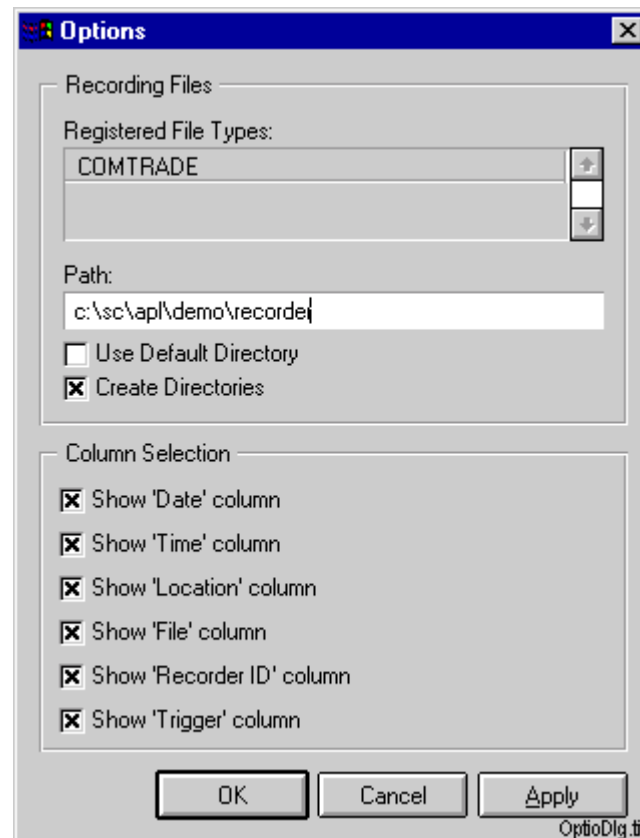 Options
Recording Files
Registered File Types:
COMTRADE
Path:
c:\sc\apl\demo\recorder
Use Default Directory
Create Directories
Column Selection
Show 'Date' column
Show 'Time' column
Show 'Location' column
Show 'File' column
Show 'Recorder ID' column
Show 'Trigger' column
OK
Cancel
Apply
OptioDlg.ti